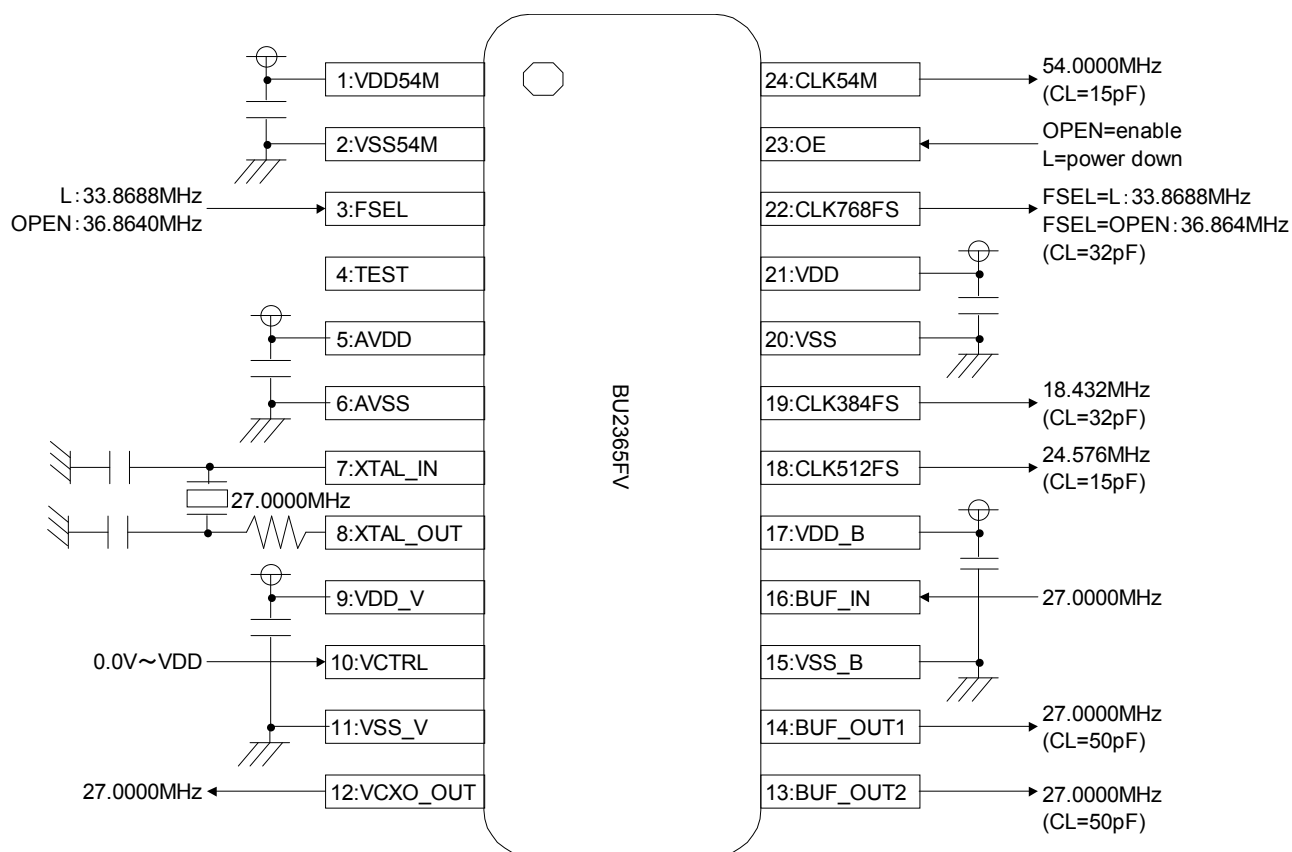 1:VDD54M
2:VSS54M
L:33.8688MHz
OPEN:36.8640MHz
3:FSEL
4:TEST
5:AVDD
6:AVSS
7:XTAL_IN
27.0000MHz
8:XTAL_OUT
9:VDD_V
0.0V～VDD
10:VCTRL
11:VSS_V
27.0000MHz
12:VCXO_OUT
BU2365FV
24:CLK54M
54.0000MHz
(CL=15pF)
23:OE
OPEN=enable
L=power down
22:CLK768FS
FSEL=L:33.8688MHz
FSEL=OPEN:36.864MHz
(CL=32pF)
21:VDD
20:VSS
19:CLK384FS
18.432MHz
(CL=32pF)
18:CLK512FS
24.576MHz
(CL=15pF)
17:VDD_B
16:BUF_IN
27.0000MHz
15:VSS_B
14:BUF_OUT1
27.0000MHz
(CL=50pF)
13:BUF_OUT2
27.0000MHz
(CL=50pF)